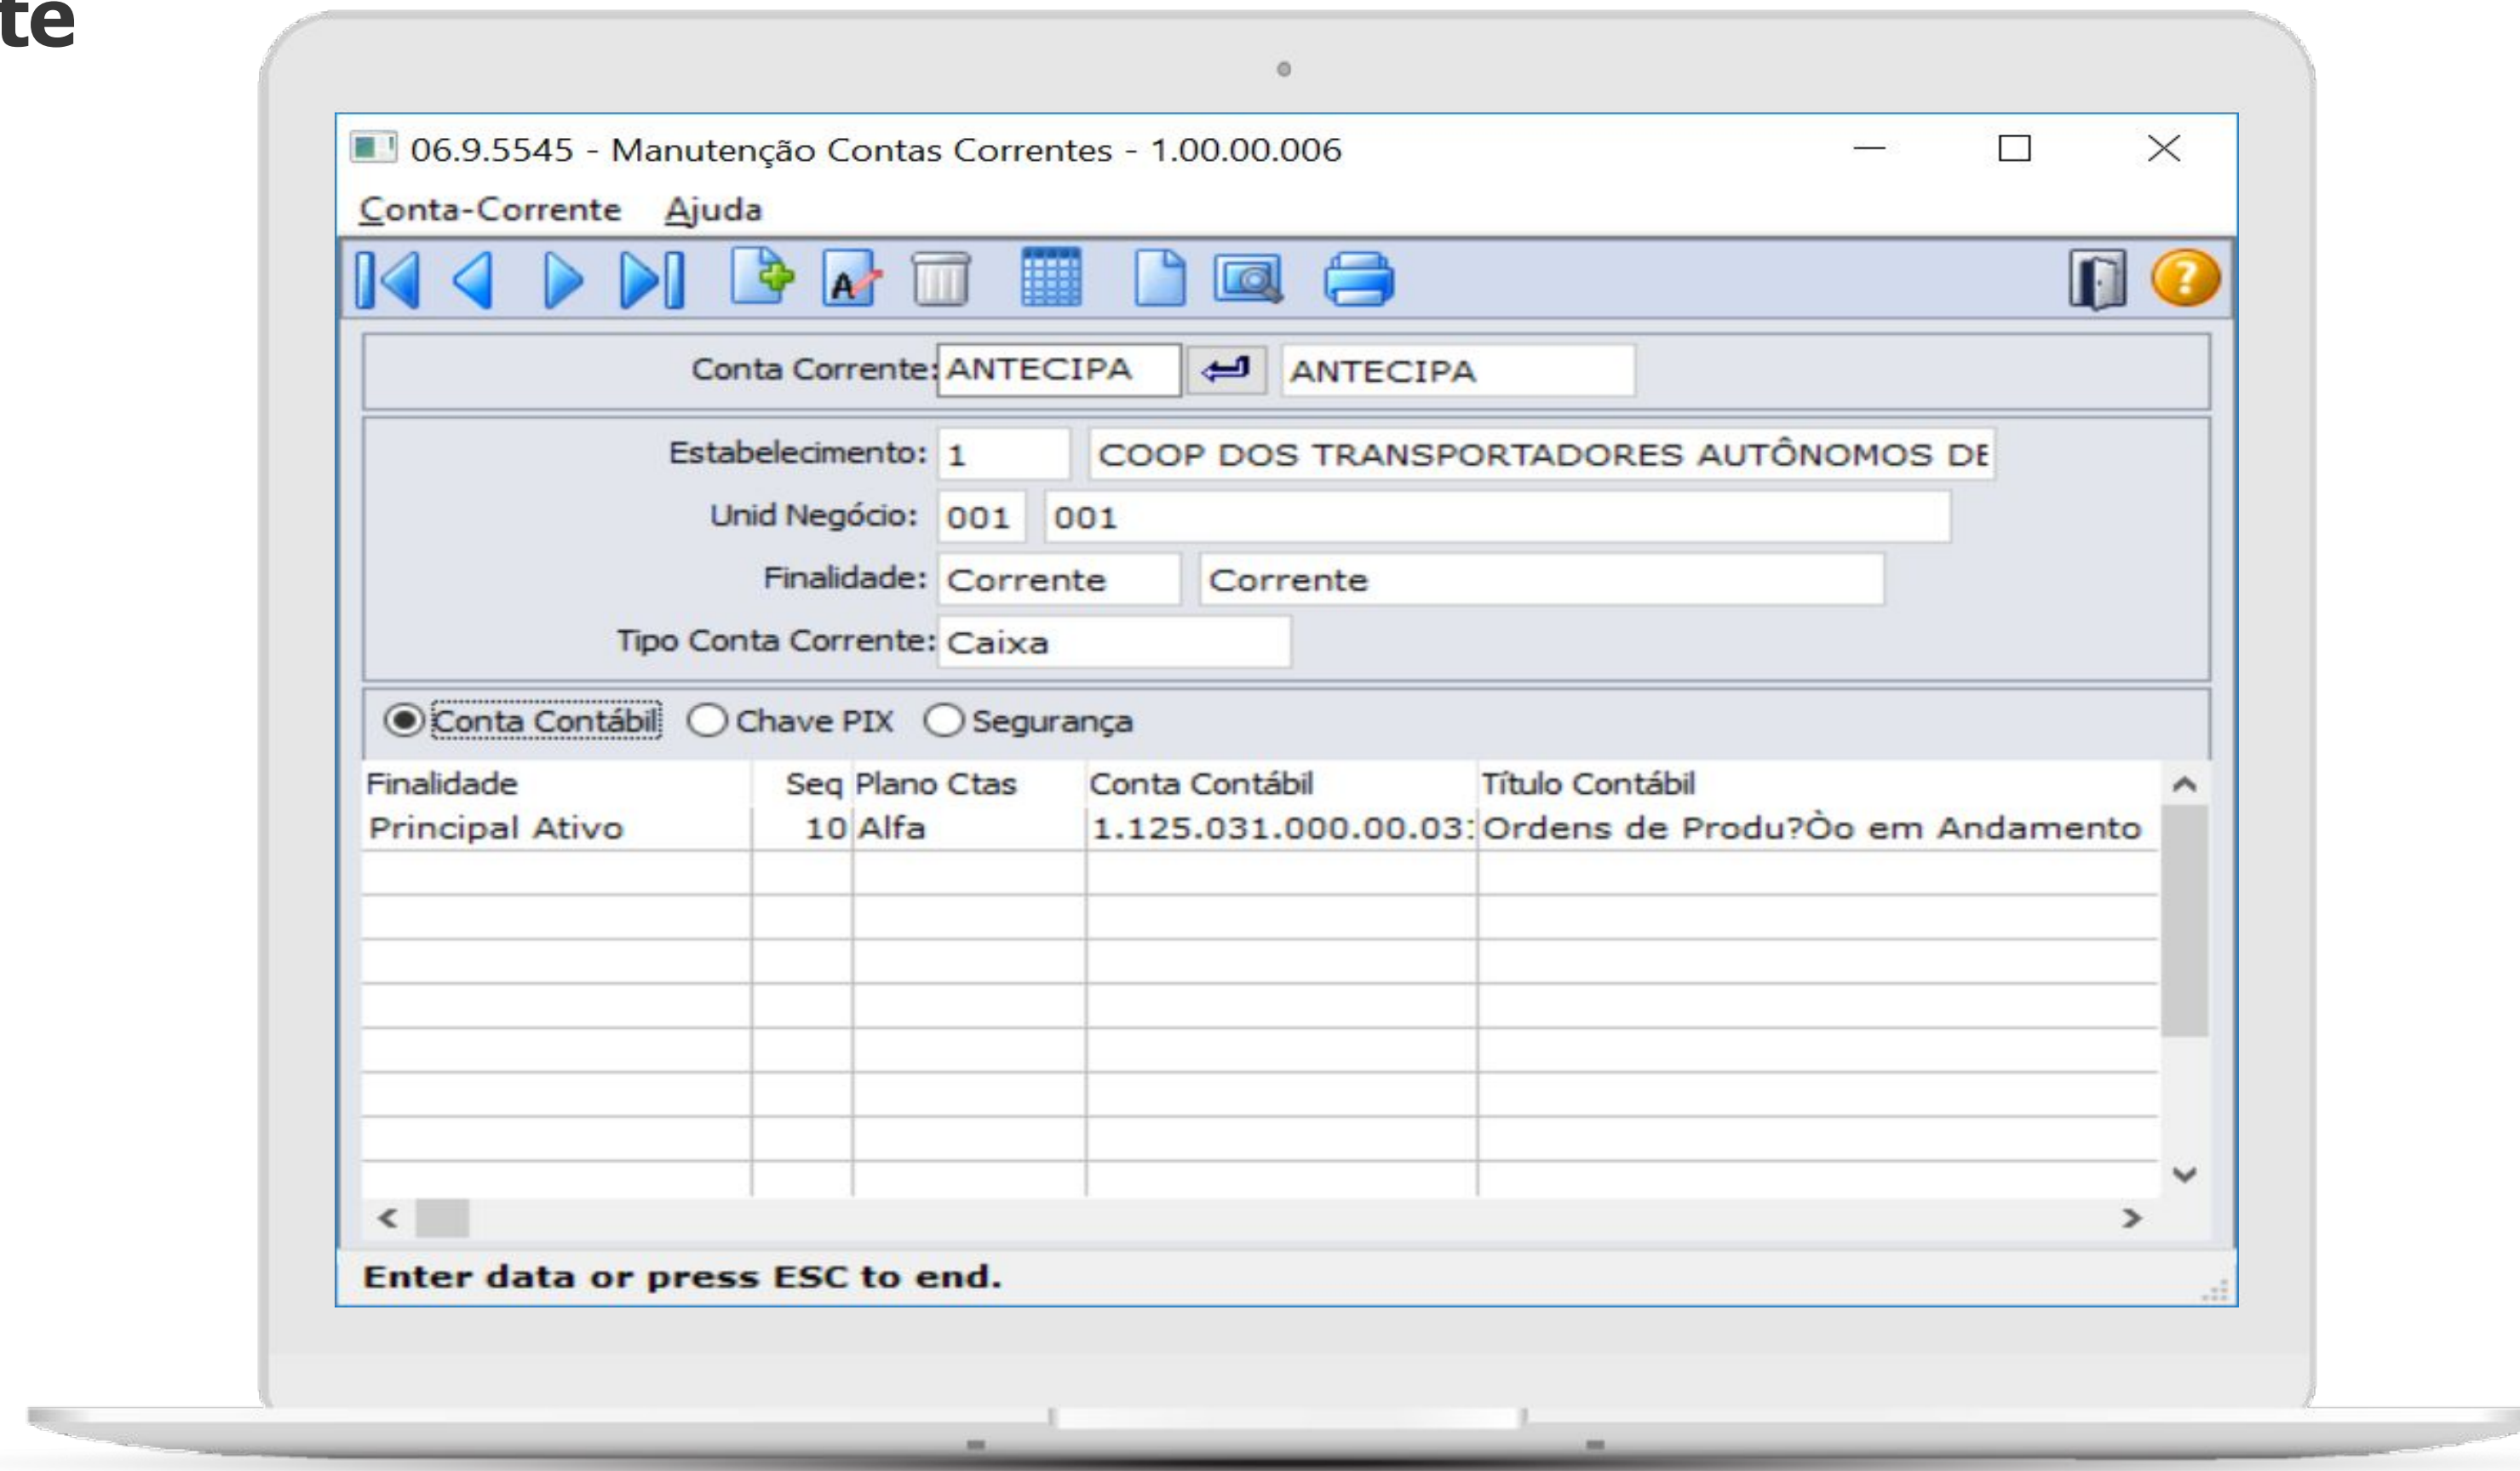 te
06.9.5545 - Manutenção Contas Correntes - 1.00.00.006
Conta-Corrente Ajuda
Conta Corrente: ANTECIPA ANTECIPA
Estabelecimento: 1 COOP DOS TRANSPORTADORES AUTÔNOMOS DE
Unid Negócio: 001 001
Finalidade: Corrente Corrente
Tipo Conta Corrente: Caixa
Conta Contábil Chave PIX Segurança
Finalidade Seq Plano Ctas Conta Contábil Título Contábil
Principal Ativo 10 Alfa 1.125.031.000.00.03 Ordens de Produ?Òo em Andamento
Enter data or press ESC to end.